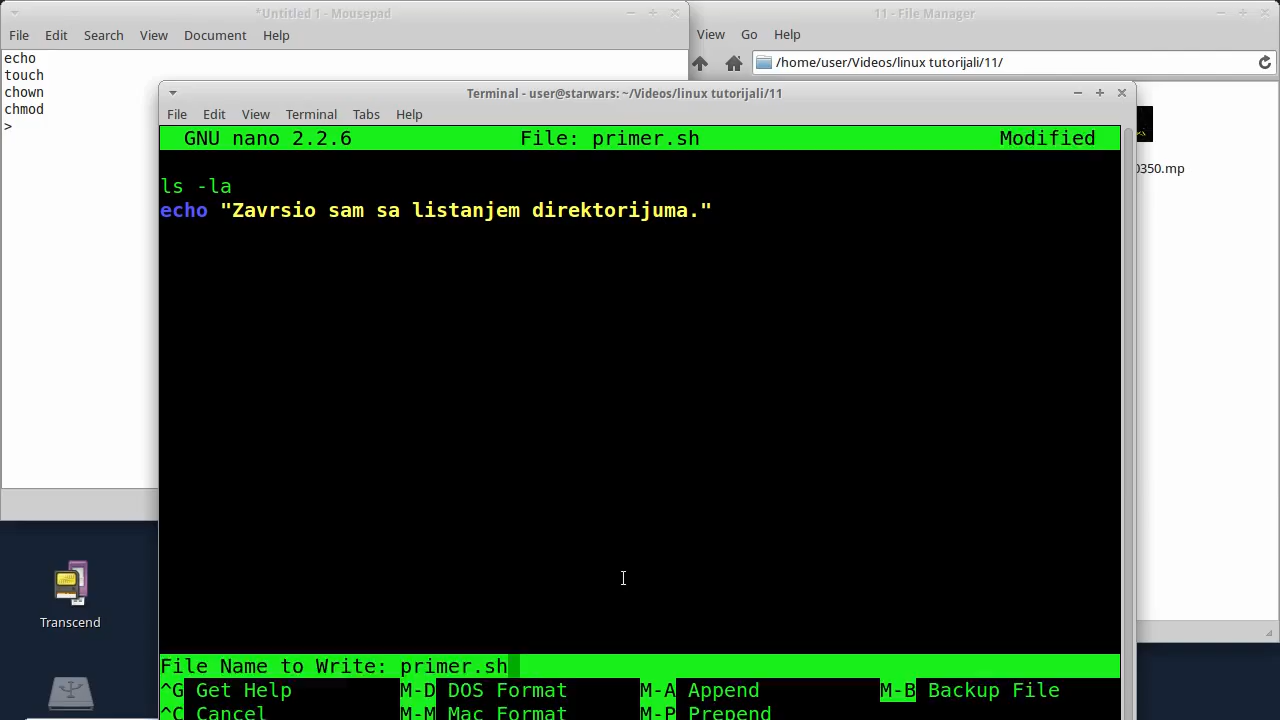 *Untitled 1 - Mousepad
File Edit Search View Document Help
echo
touch
chown
chmod
>
11 - File Manager
View Go Help
/home/user/Videos/linux tutorijali/11/
0350.mp
Terminal - user@starwars: ~/Videos/linux tutorijali/11
File Edit View Terminal Tabs Help
GNU nano 2.2.6 File: primer.sh Modified
ls -la
echo "Zavrsio sam sa listanjem direktorijuma."
File Name to Write: primer.sh
^G Get Help M-D DOS Format M-A Append M-B Backup File
^C Cancel M-M Mac Format M-P Prepend
Transcend